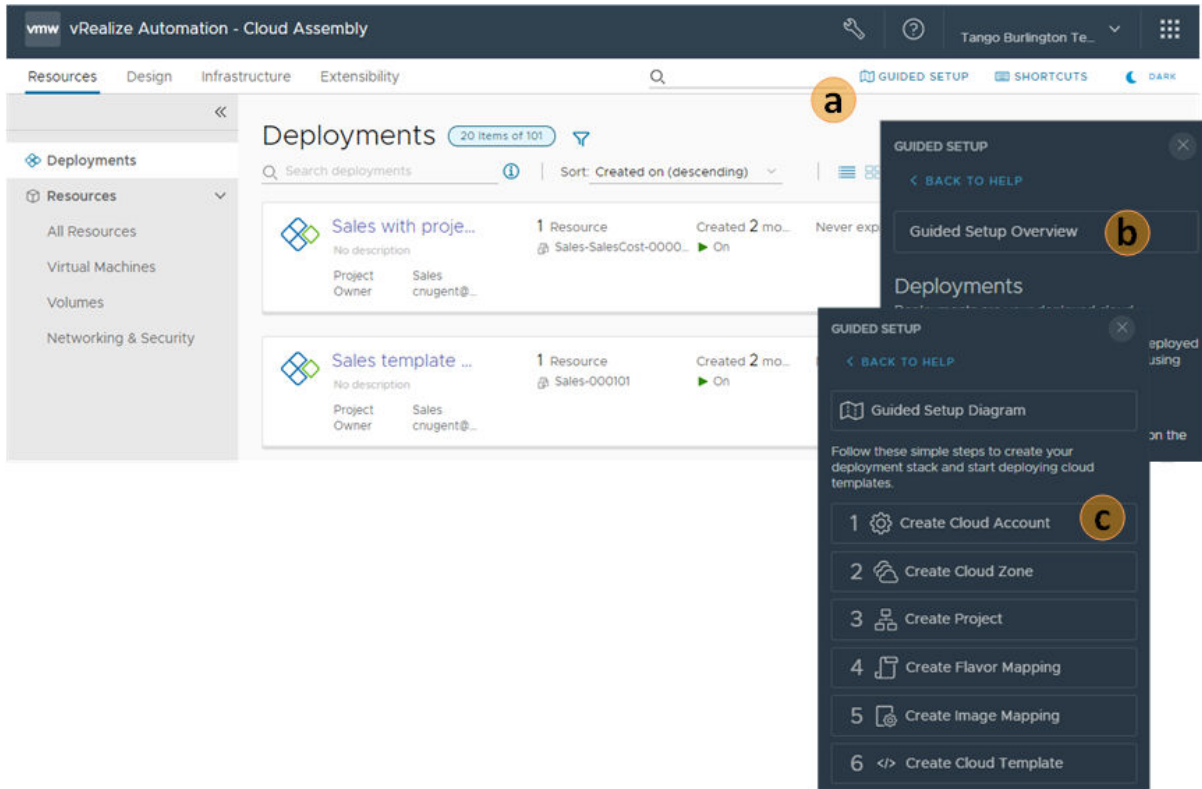 vmw vRealize Automation - Cloud Assembly
Tango Burlington Te...
Resources Design Infrastructure Extensibility
GUIDED SETUP SHORTCUTS DARK
a
Deployments
Resources
All Resources
Virtual Machines
Volumes
Networking & Security
Deployments 20 items of 101
Search deployments
Sort: Created on (descending)
Sales with proje...
No description
Project Sales
Owner cnugent@...
1 Resource
Sales-SalesCost-0000...
Created 2 mo...
On
Never exp
Sales template ...
No description
Project Sales
Owner cnugent@...
1 Resource
Sales-000101
Created 2 mo...
On
GUIDED SETUP
< BACK TO HELP
Guided Setup Overview
b
Deployments
eployed
using
on the
GUIDED SETUP
< BACK TO HELP
Guided Setup Diagram
Follow these simple steps to create your
deployment stack and start deploying cloud
templates.
1 Create Cloud Account
c
2 Create Cloud Zone
3 Create Project
4 Create Flavor Mapping
5 Create Image Mapping
6 </> Create Cloud Template